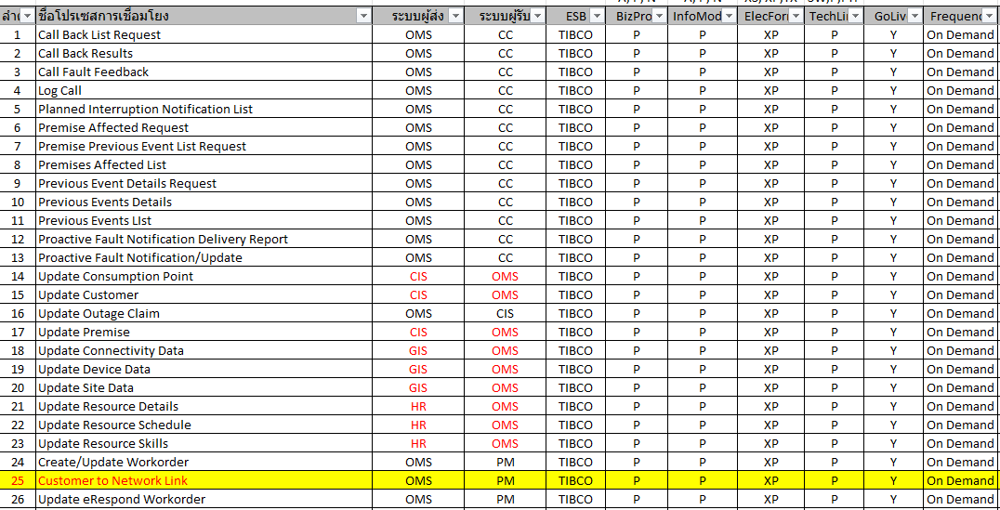 ลำดั ชื่อโปรเซสการเชื่อมโยง ระบบผู้ส่ง ระบบผู้รับ ESB BizPro InfoMod ElecFor TechLi GoLiv Frequenc
1 Call Back List Request OMS CC TIBCO P P XP P Y On Demand
2 Call Back Results OMS CC TIBCO P P XP P Y On Demand
3 Call Fault Feedback OMS CC TIBCO P P XP P Y On Demand
4 Log Call OMS CC TIBCO P P XP P Y On Demand
5 Planned Interruption Notification List OMS CC TIBCO P P XP P Y On Demand
6 Premise Affected Request OMS CC TIBCO P P XP P Y On Demand
7 Premise Previous Event List Request OMS CC TIBCO P P XP P Y On Demand
8 Premises Affected List OMS CC TIBCO P P XP P Y On Demand
9 Previous Event Details Request OMS CC TIBCO P P XP P Y On Demand
10 Previous Events Details OMS CC TIBCO P P XP P Y On Demand
11 Previous Events LIst OMS CC TIBCO P P XP P Y On Demand
12 Proactive Fault Notification Delivery Report OMS CC TIBCO P P XP P Y On Demand
13 Proactive Fault Notification/Update OMS CC TIBCO P P XP P Y On Demand
14 Update Consumption Point CIS OMS TIBCO P P XP P Y On Demand
15 Update Customer CIS OMS TIBCO P P XP P Y On Demand
16 Update Outage Claim OMS CIS TIBCO P P XP P Y On Demand
17 Update Premise CIS OMS TIBCO P P XP P Y On Demand
18 Update Connectivity Data GIS OMS TIBCO P P XP P Y On Demand
19 Update Device Data GIS OMS TIBCO P P XP P Y On Demand
20 Update Site Data GIS OMS TIBCO P P XP P Y On Demand
21 Update Resource Details HR OMS TIBCO P P XP P Y On Demand
22 Update Resource Schedule HR OMS TIBCO P P XP P Y On Demand
23 Update Resource Skills HR OMS TIBCO P P XP P Y On Demand
24 Create/Update Workorder OMS PM TIBCO P P XP P Y On Demand
25 Customer to Network Link OMS PM TIBCO P P XP P Y On Demand
26 Update eRespond Workorder OMS PM TIBCO P P XP P Y On Demand